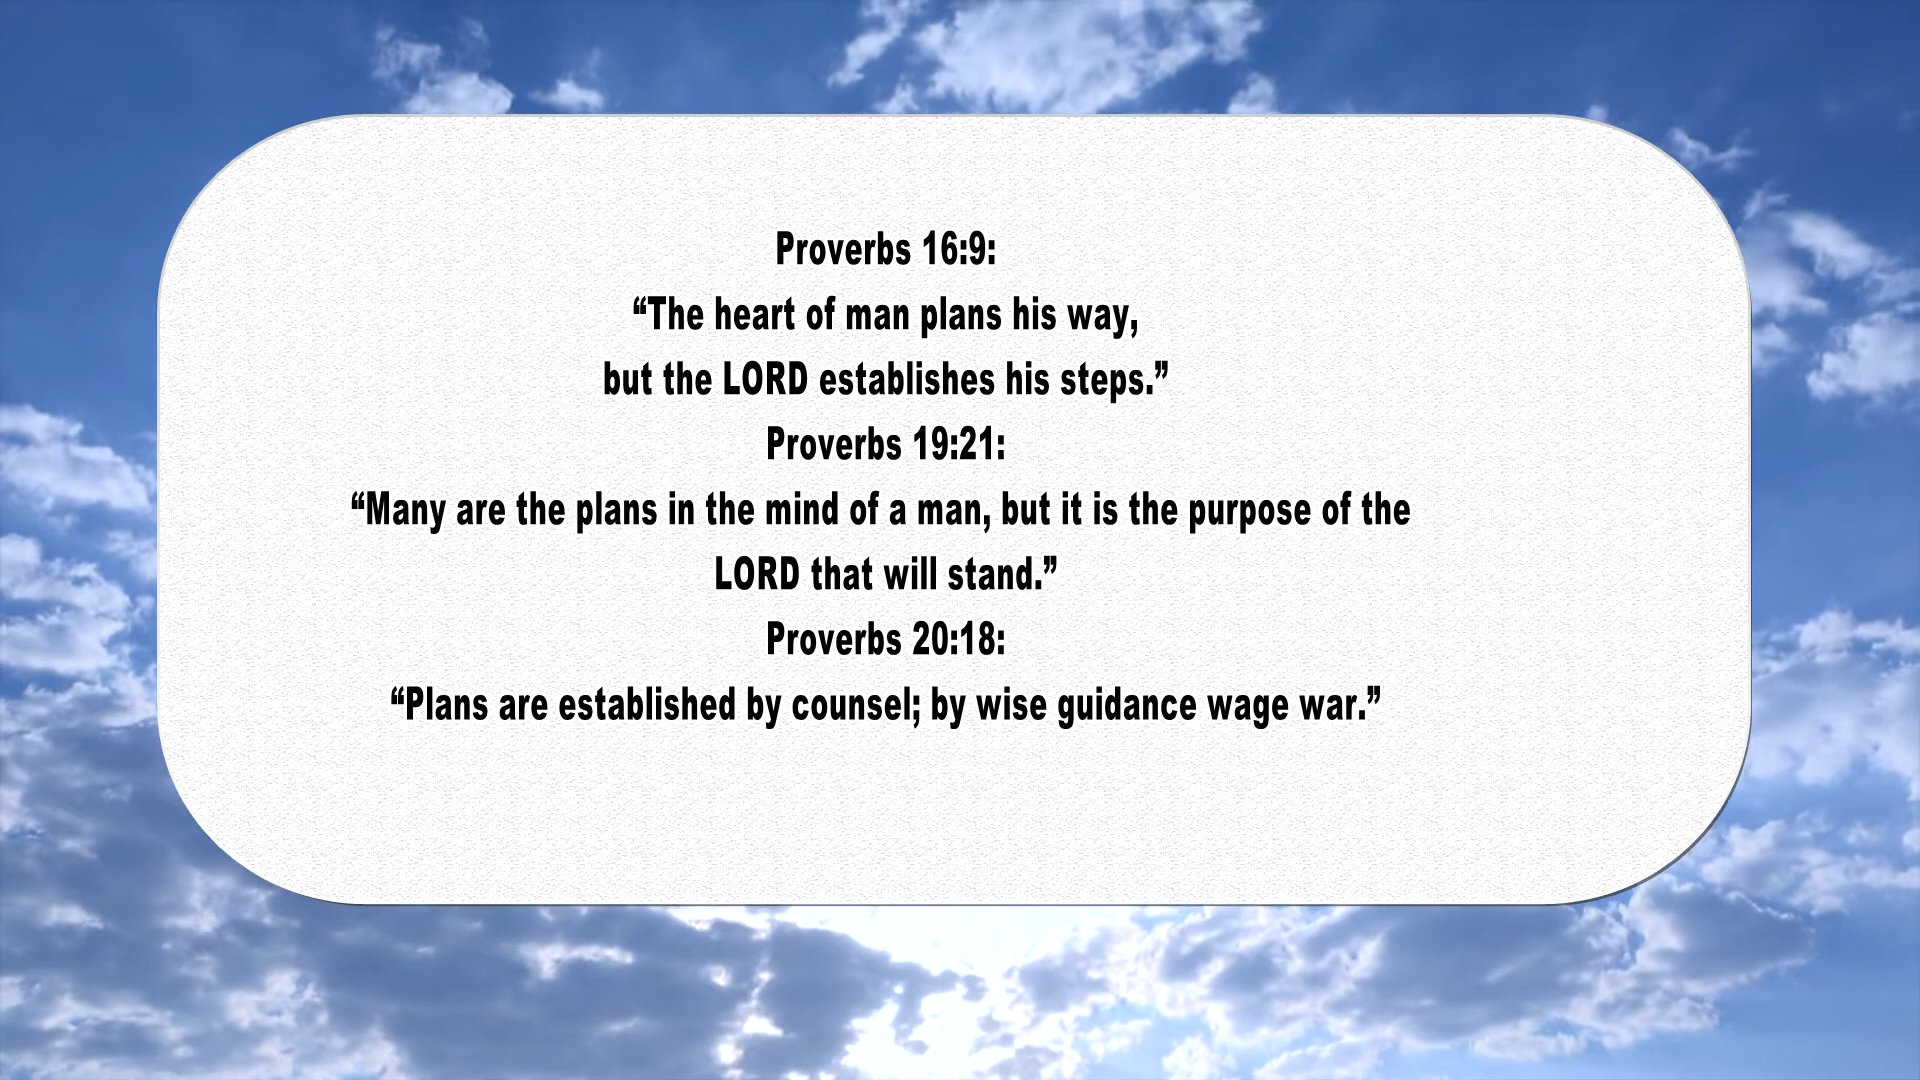 Proverbs 16:9:
“The heart of man plans his way,
but the LORD establishes his steps.”
Proverbs 19:21:
“Many are the plans in the mind of a man, but it is the purpose of the
LORD that will stand.”
Proverbs 20:18:
“Plans are established by counsel; by wise guidance wage war.”